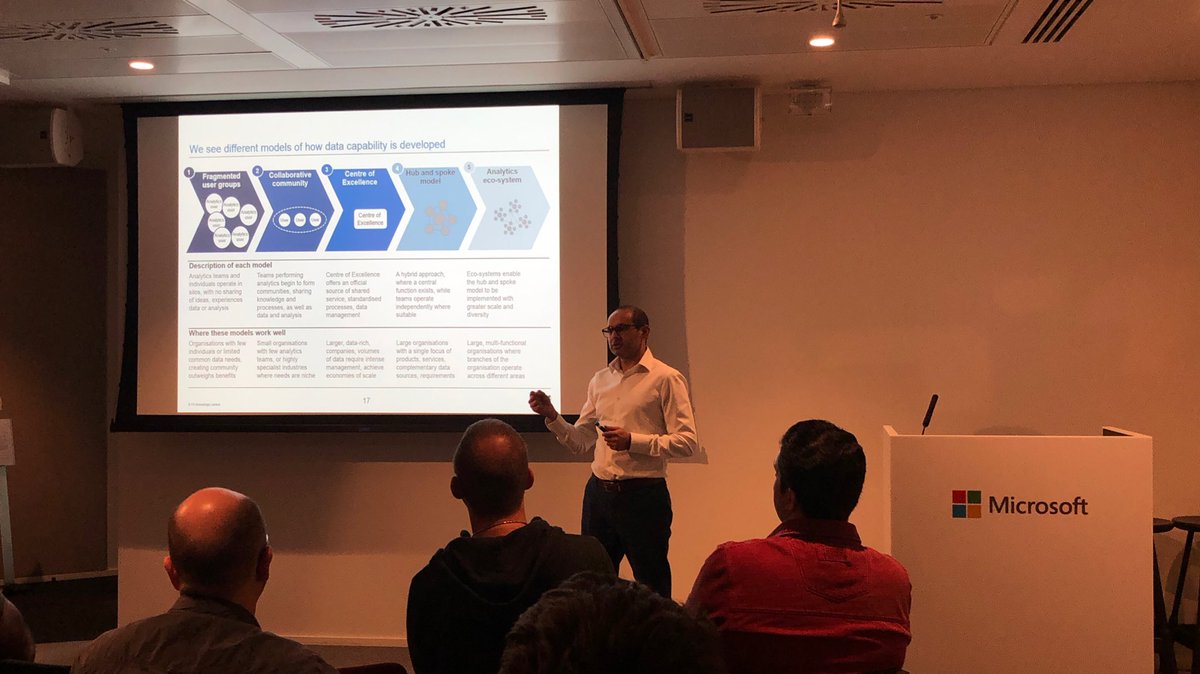 We see different models of how data capability is developed
1 2 3 4 5
Fragmented user groups
Collaborative community
Centre of Excellence
Hub and spoke model
Analytics eco-system
User User User
Centre of Excellence
Description of each model
Analytics teams and
individuals operate in
silos, with no sharing
of ideas, experiences
data or analysis
Teams performing
analytics begin to form
communities, sharing
knowledge and
processes, as well as
data and analysis
Centre of Excellence
offers an official
source of shared
service, standardised
processes, data
management
A hybrid approach,
where a central
function exists, while
teams operate
independently where
suitable
Eco-systems enable
the hub and spoke
model to be
implemented with
greater scale and
diversity
Where these models work well
Organisations with few
individuals or limited
common data needs,
creating community
outweighs benefits
Small organisations
with few analytics
teams, or highly
specialist industries
where needs are niche
Larger, data-rich,
companies, volumes
of data require intense
management, achieve
economies of scale
Large organisations
with a single focus of
products, services,
complementary data
sources, requirements
Large, multi-functional
organisations where
branches of the
organisation operate
across different areas
17
Microsoft